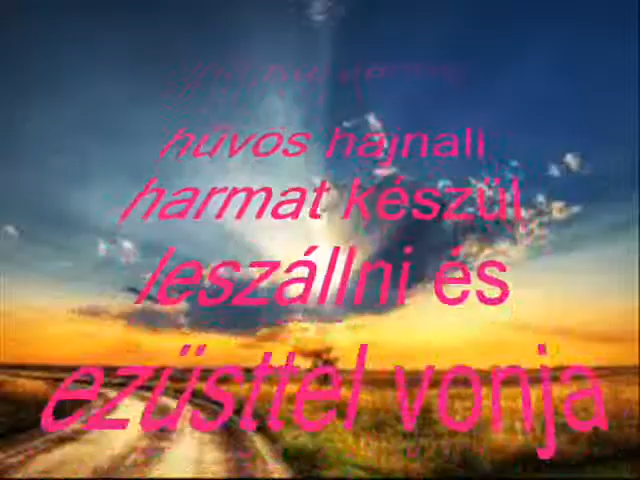 hűvös hajnali
harmat készül
leszállni és
ezüsttel vonja